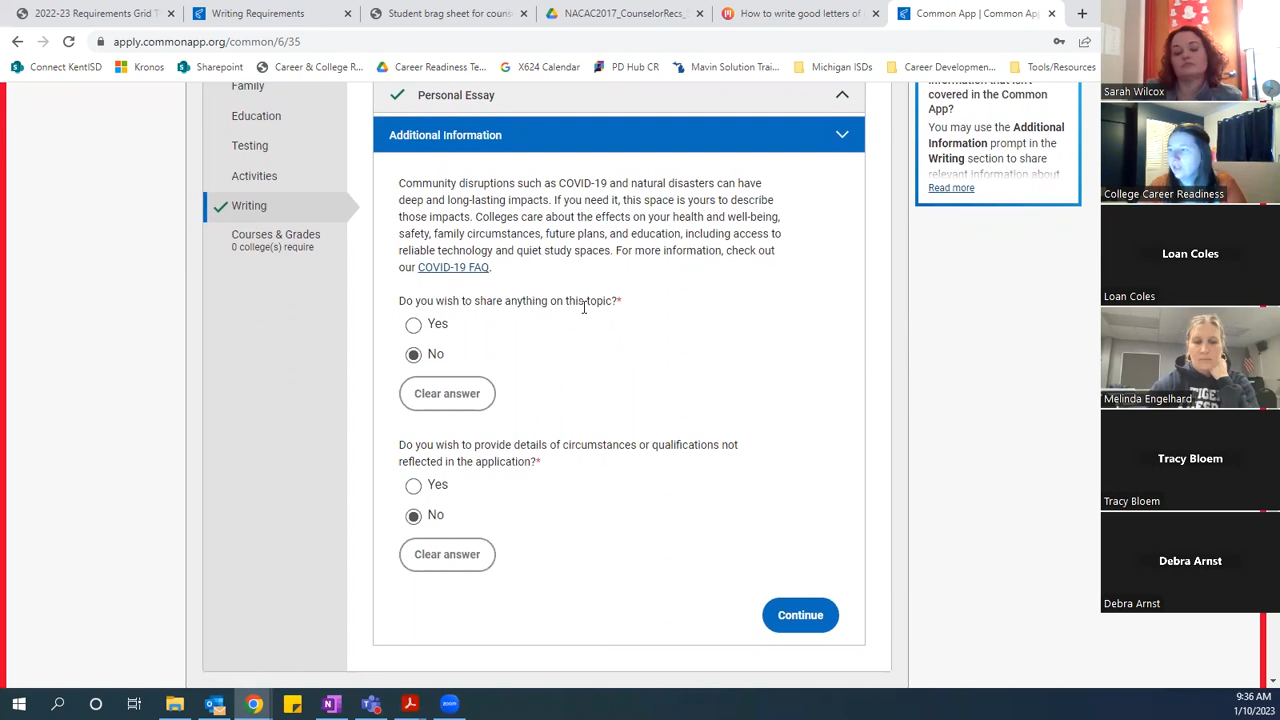 2022-23 Requirements Grid T
Writing Requirements
Student brag sheet for Couns
NACAC2017_CounselorRecs_
How to write good letters of
Common App | Common Ap
apply.commonapp.org/common/6/35
Connect KentISD
Kronos
Sharepoint
Career & College R...
Career Readiness Te...
X624 Calendar
PD Hub CR
Mavin Solution Trai...
Michigan ISDs
Career Developmen...
Tools/Resources
Family
Education
Testing
Activities
Writing
Courses & Grades
0 college(s) require
Personal Essay
Additional Information
Community disruptions such as COVID-19 and natural disasters can have
deep and long-lasting impacts. If you need it, this space is yours to describe
those impacts. Colleges care about the effects on your health and well-being,
safety, family circumstances, future plans, and education, including access to
reliable technology and quiet study spaces. For more information, check out
our COVID-19 FAQ.
Do you wish to share anything on this topic?*
Yes
No
Clear answer
Do you wish to provide details of circumstances or qualifications not
reflected in the application?*
Yes
No
Clear answer
Continue
information that isn't
covered in the Common
App?
You may use the Additional
Information prompt in the
Writing section to share
relevant information about
Read more
Sarah Wilcox
College Career Readiness
Loan Coles
Loan Coles
Melinda Engelhard
Tracy Bloem
Tracy Bloem
Debra Arnst
Debra Arnst
zoom
9:36 AM
1/10/2023